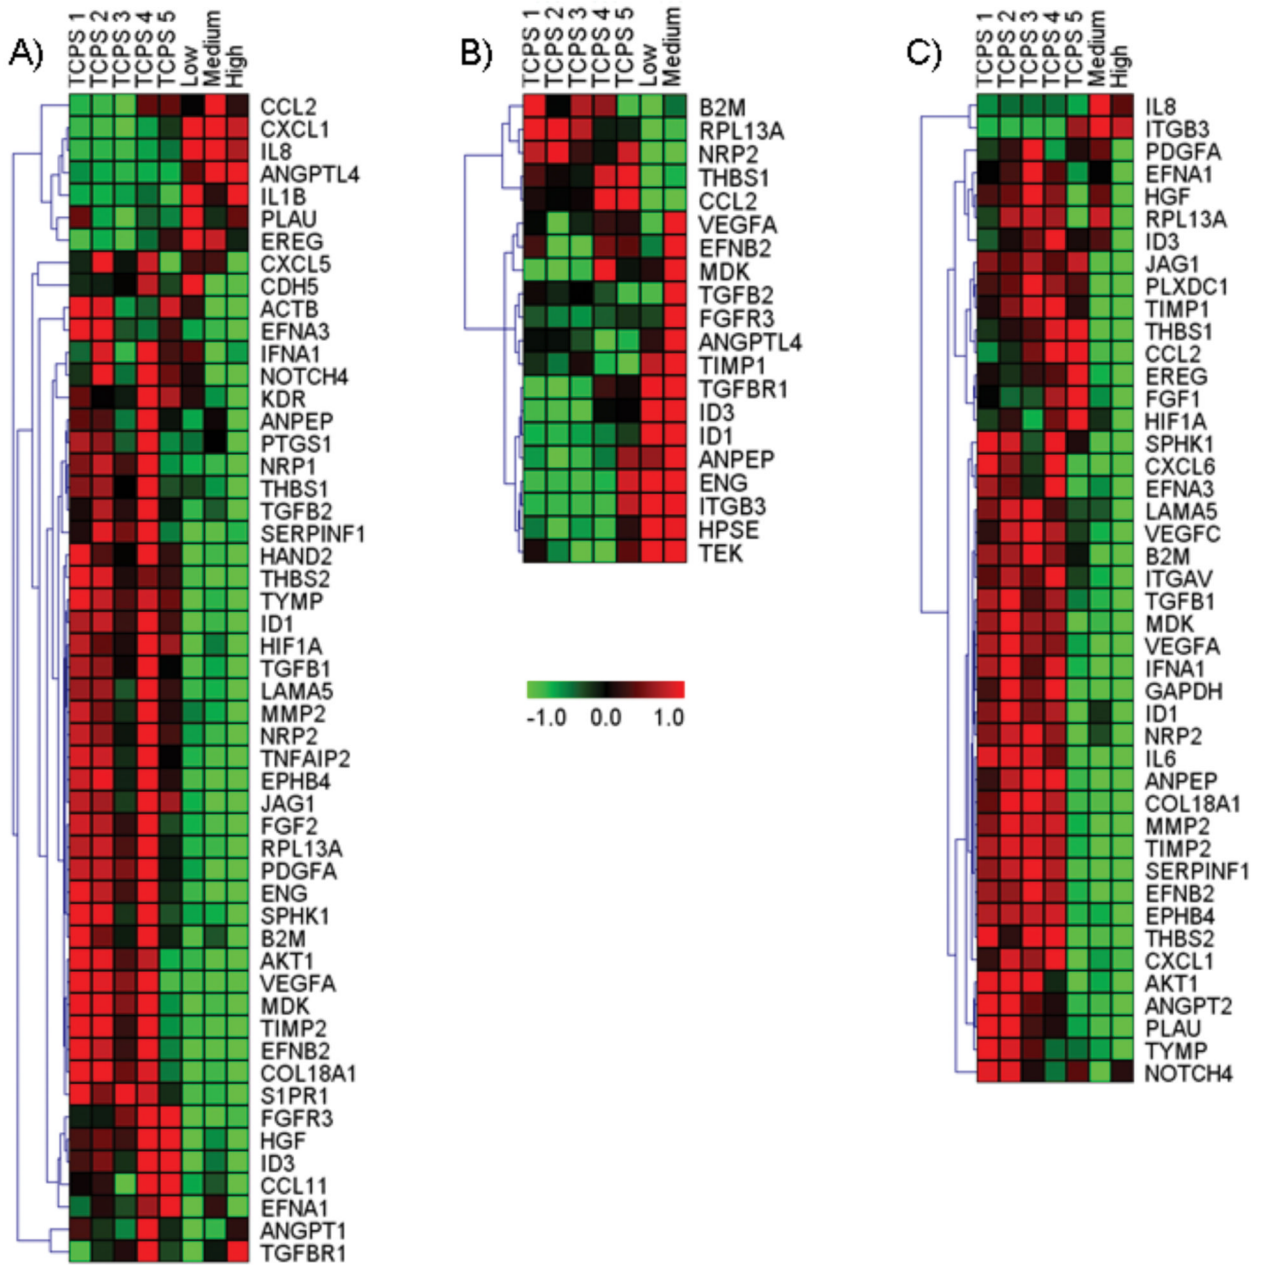 A)
TCPS 1
TCPS 2
TCPS 3
TCPS 4
TCPS 5
Low
Medium
High
CCL2
CXCL1
IL8
ANGPTL4
IL1B
PLAU
EREG
CXCL5
CDH5
ACTB
EFNA3
IFNA1
NOTCH4
KDR
ANPEP
PTGS1
NRP1
THBS1
TGFB2
SERPINF1
HAND2
THBS2
TYMP
ID1
HIF1A
TGFB1
LAMA5
MMP2
NRP2
TNFAIP2
EPHB4
JAG1
FGF2
RPL13A
PDGFA
ENG
SPHK1
B2M
AKT1
VEGFA
MDK
TIMP2
EFNB2
COL18A1
S1PR1
FGFR3
HGF
ID3
CCL11
EFNA1
ANGPT1
TGFBR1
B)
TCPS 1
TCPS 2
TCPS 3
TCPS 4
TCPS 5
Low
Medium
B2M
RPL13A
NRP2
THBS1
CCL2
VEGFA
EFNB2
MDK
TGFB2
FGFR3
ANGPTL4
TIMP1
TGFBR1
ID3
ID1
ANPEP
ENG
ITGB3
HPSE
TEK
-1.0 0.0 1.0
C)
TCPS 1
TCPS 2
TCPS 3
TCPS 4
TCPS 5
Medium
High
IL8
ITGB3
PDGFA
EFNA1
HGF
RPL13A
ID3
JAG1
PLXDC1
TIMP1
THBS1
CCL2
EREG
FGF1
HIF1A
SPHK1
CXCL6
EFNA3
LAMA5
VEGFC
B2M
ITGAV
TGFB1
MDK
VEGFA
IFNA1
GAPDH
ID1
NRP2
IL6
ANPEP
COL18A1
MMP2
TIMP2
SERPINF1
EFNB2
EPHB4
THBS2
CXCL1
AKT1
ANGPT2
PLAU
TYMP
NOTCH4